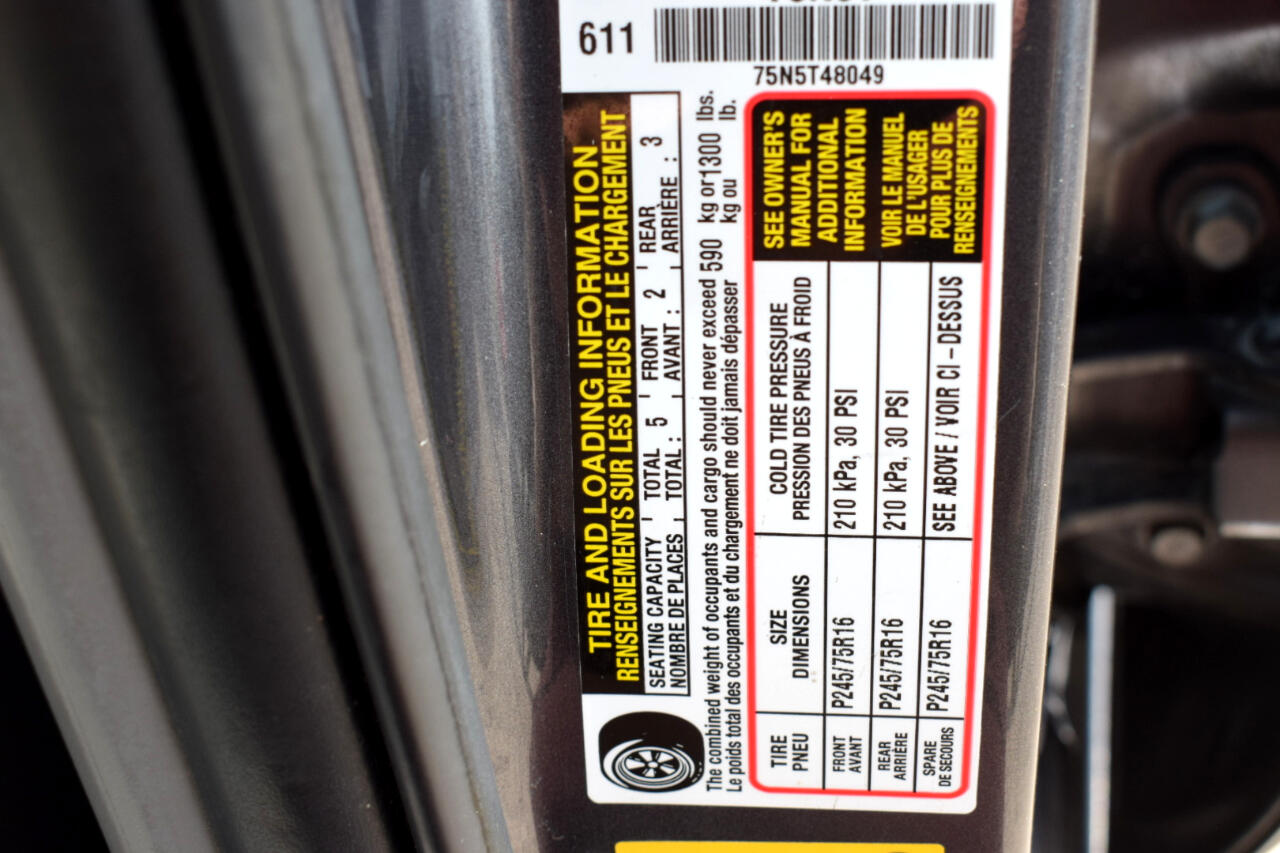 611
75N5T48049
TIRE AND LOADING INFORMATION
RENSEIGNEMENTS SUR LES PNEUS ET LE CHARGEMENT
SEATING CAPACITY TOTAL 5 FRONT 2 REAR 3
NOMBRE DE PLACES TOTAL : AVANT : ARRIÈRE :
The combined weight of occupants and cargo should never exceed 590 kg or 1300 lbs.
Le poids total des occupants et du chargement ne doit jamais dépasser kg ou lb.
TIRE SIZE COLD TIRE PRESSURE
PNEU DIMENSIONS PRESSION DES PNEUS À FROID
FRONT
AVANT P245/75R16 210 kPa, 30 PSI
REAR
ARRIÈRE P245/75R16 210 kPa, 30 PSI
SPARE
DE SECOURS P245/75R16 SEE ABOVE / VOIR CI-DESSUS
SEE OWNER'S
MANUAL FOR
ADDITIONAL
INFORMATION
VOIR LE MANUEL
DE L'USAGER
POUR PLUS DE
RENSEIGNEMENTS